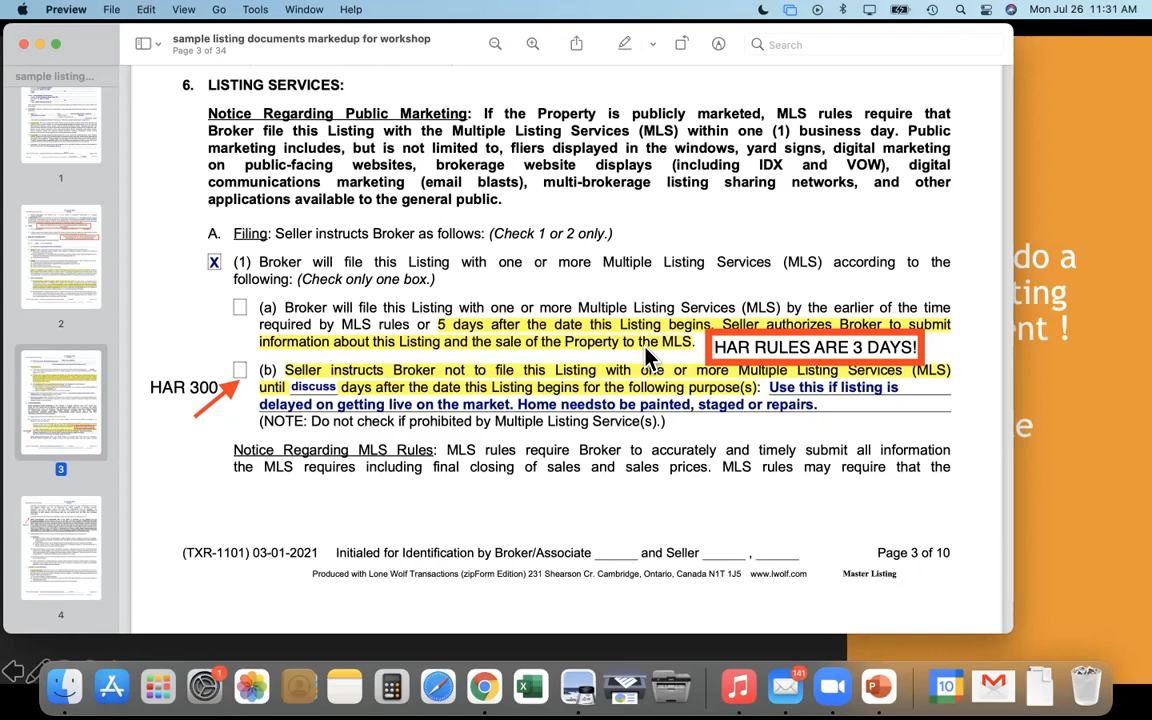 Preview File Edit View Go Tools Window Help Mon Jul 26 11:31 AM
sample listing documents markedup for workshop
Page 3 of 34
Search
sample listing...
1
2
3
4
6. LISTING SERVICES:
Notice Regarding Public Marketing: If the Property is publicly marketed, MLS rules require that
Broker file this Listing with the Multiple Listing Services (MLS) within one (1) business day. Public
marketing includes, but is not limited to, fliers displayed in the windows, yard signs, digital marketing
on public-facing websites, brokerage website displays (including IDX and VOW), digital
communications marketing (email blasts), multi-brokerage listing sharing networks, and other
applications available to the general public.
A. Filing: Seller instructs Broker as follows: (Check 1 or 2 only.)
X (1) Broker will file this Listing with one or more Multiple Listing Services (MLS) according to the
following: (Check only one box.)
(a) Broker will file this Listing with one or more Multiple Listing Services (MLS) by the earlier of the time
required by MLS rules or 5 days after the date this Listing begins. Seller authorizes Broker to submit
information about this Listing and the sale of the Property to the MLS.
HAR RULES ARE 3 DAYS!
(b) Seller instructs Broker not to file this Listing with one or more Multiple Listing Services (MLS)
HAR 300
until discuss days after the date this Listing begins for the following purpose(s): Use this if listing is
delayed on getting live on the market. Home needsto be painted, staged or repairs.
(NOTE: Do not check if prohibited by Multiple Listing Service(s).)
Notice Regarding MLS Rules: MLS rules require Broker to accurately and timely submit all information
the MLS requires including final closing of sales and sales prices. MLS rules may require that the
(TXR-1101) 03-01-2021 Initialed for Identification by Broker/Associate ______ and Seller ______ , ______ Page 3 of 10
Produced with Lone Wolf Transactions (zipForm Edition) 231 Shearson Cr. Cambridge, Ontario, Canada N1T 1J5 www.lwolf.com Master Listing
do a
ting
ent !
e
1
141
10